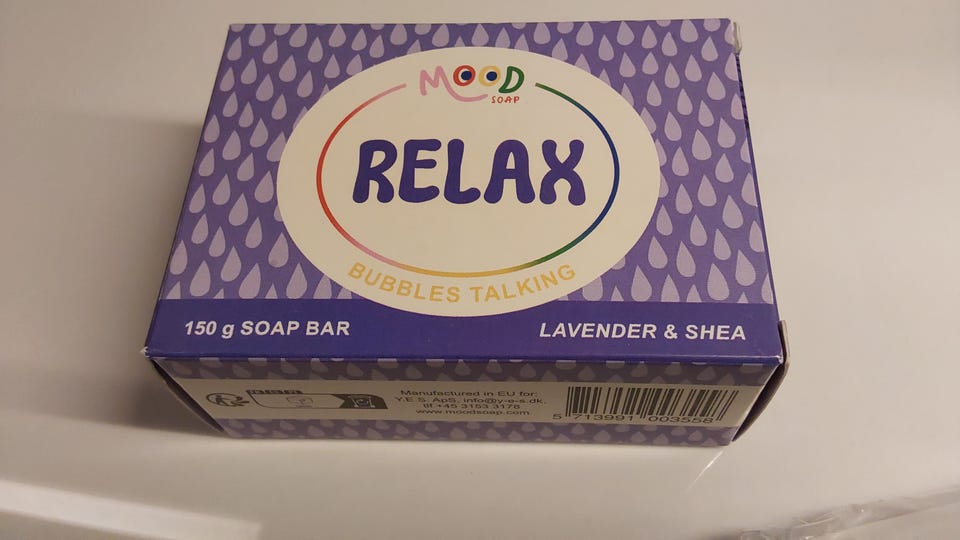 MOOD
SOAP
RELAX
BUBBLES TALKING
150 g SOAP BAR
LAVENDER & SHEA
Manufactured in EU for:
Y.E.S. ApS, info@y-e-s.dk,
tlf +45 3153 3178
www.moodsoap.com
5 713991 003558